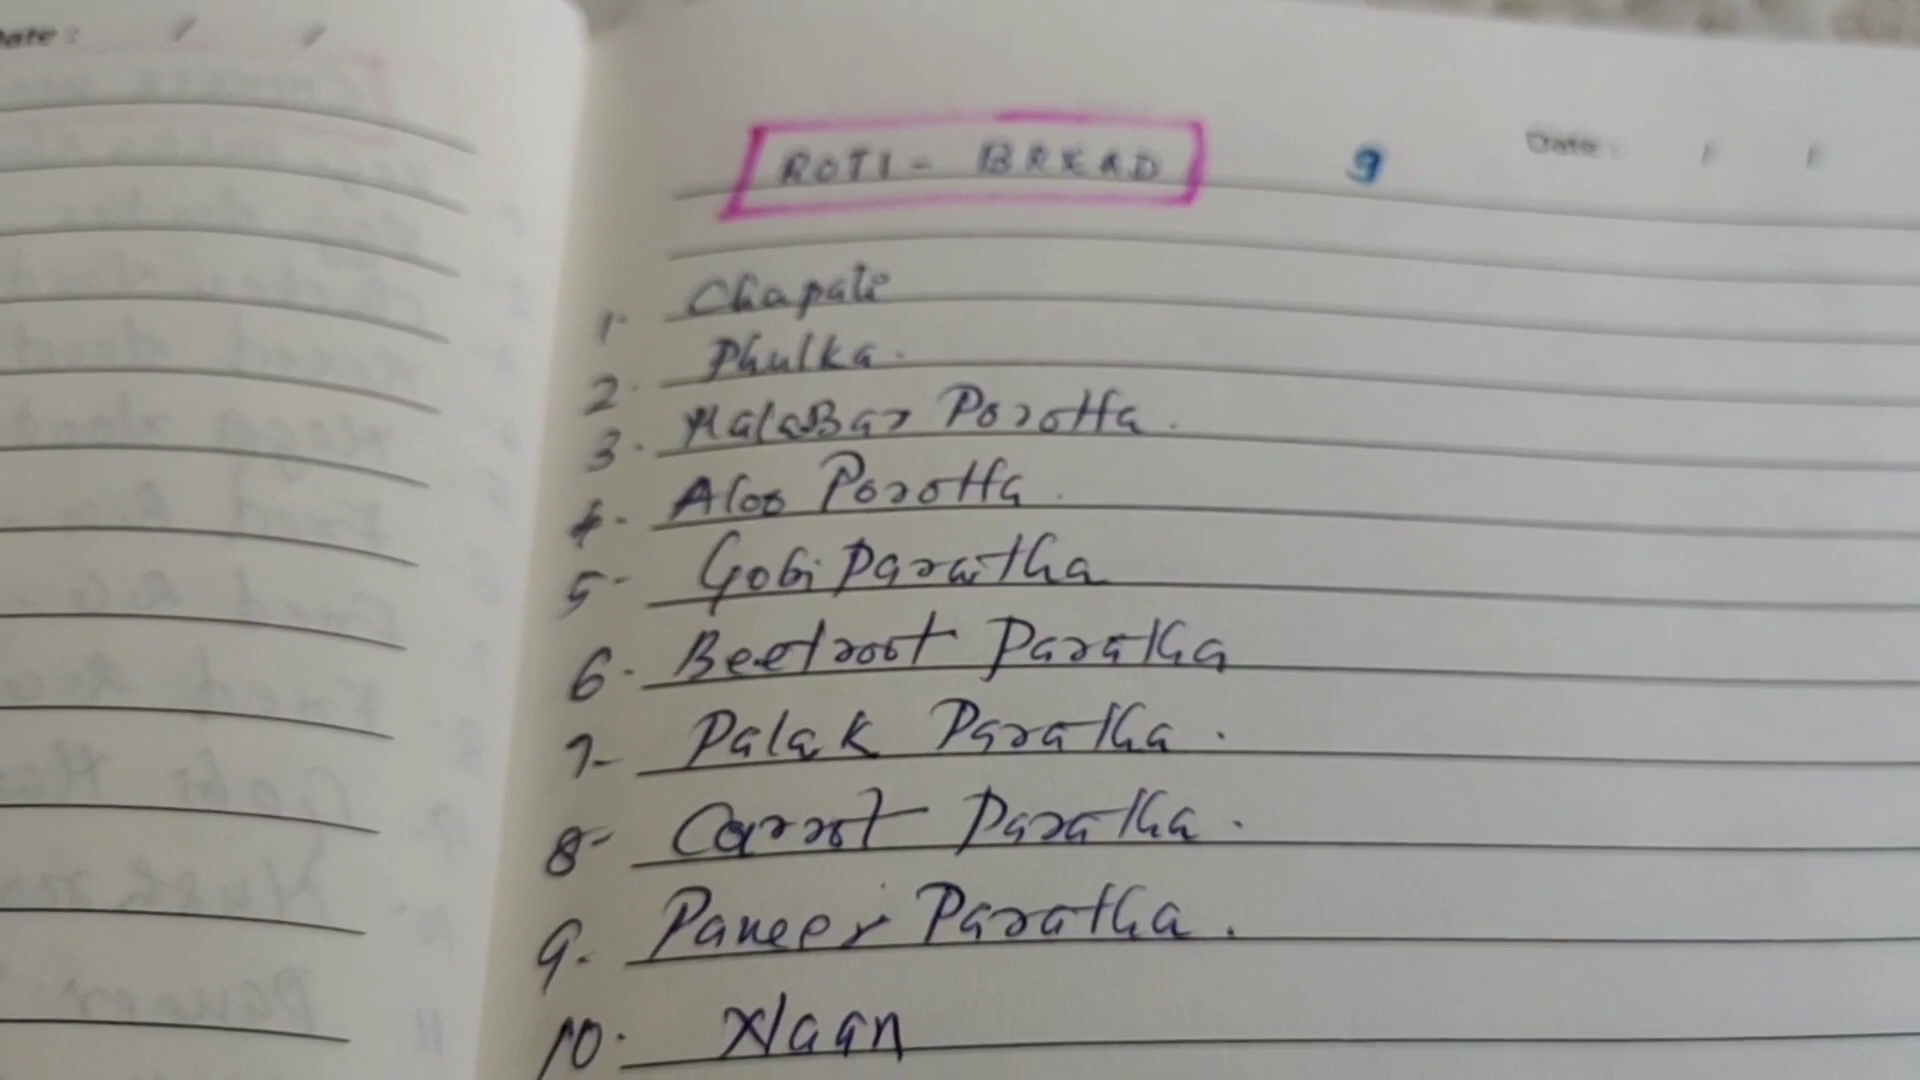 Date :
ROTI - BREAD
9
Date :
1. Chapati
2. Phulka.
3. MalaBar Porotta.
4. Aloo Porotta.
5- Gobi Paratha
6- Beetroot Paratha
7- Palak Paratha.
8- Carrot Paratha.
9- Paneer Paratha.
10. Naan